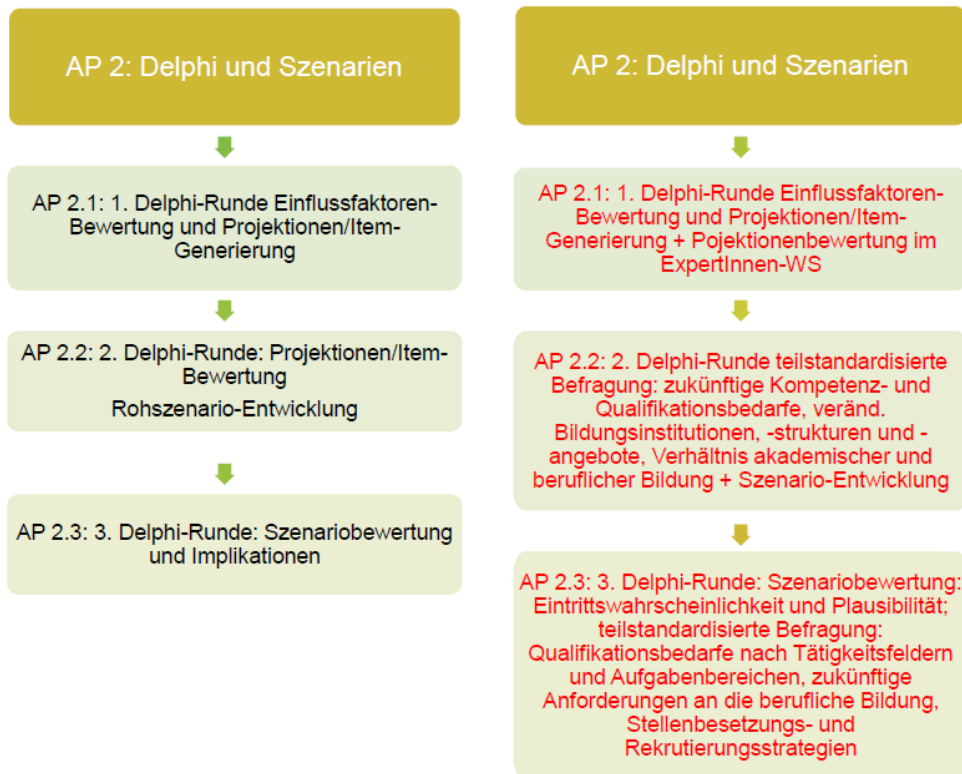 AP 2: Delphi und Szenarien
AP 2.1: 1. Delphi-Runde Einflussfaktoren-
Bewertung und Projektionen/Item-
Generierung
AP 2.2: 2. Delphi-Runde: Projektionen/Item-
Bewertung
Rohszenario-Entwicklung
AP 2.3: 3. Delphi-Runde: Szenariobewertung
und Implikationen
AP 2: Delphi und Szenarien
AP 2.1: 1. Delphi-Runde Einflussfaktoren-
Bewertung und Projektionen/Item-
Generierung + Pojektionenbewertung im
ExpertInnen-WS
AP 2.2: 2. Delphi-Runde teilstandardisierte
Befragung: zukünftige Kompetenz- und
Qualifikationsbedarfe, veränd.
Bildungsinstitutionen, -strukturen und -
angebote, Verhältnis akademischer und
beruflicher Bildung + Szenario-Entwicklung
AP 2.3: 3. Delphi-Runde: Szenariobewertung:
Eintrittswahrscheinlichkeit und Plausibilität;
teilstandardisierte Befragung:
Qualifikationsbedarfe nach Tätigkeitsfeldern
und Aufgabenbereichen, zukünftige
Anforderungen an die berufliche Bildung,
Stellenbesetzungs- und
Rekrutierungsstrategien